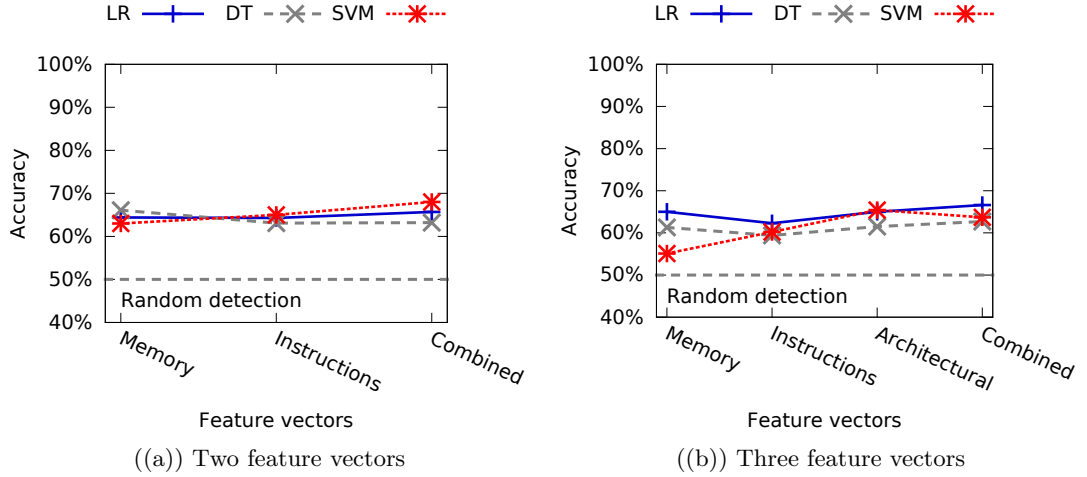 LR DT SVM
100%
90%
80%
70%
60%
50%
40%
Accuracy
Random detection
Memory
Instructions
Combined
Feature vectors
((a)) Two feature vectors
LR DT SVM
100%
90%
80%
70%
60%
50%
40%
Accuracy
Random detection
Memory
Instructions
Architectural
Combined
Feature vectors
((b)) Three feature vectors